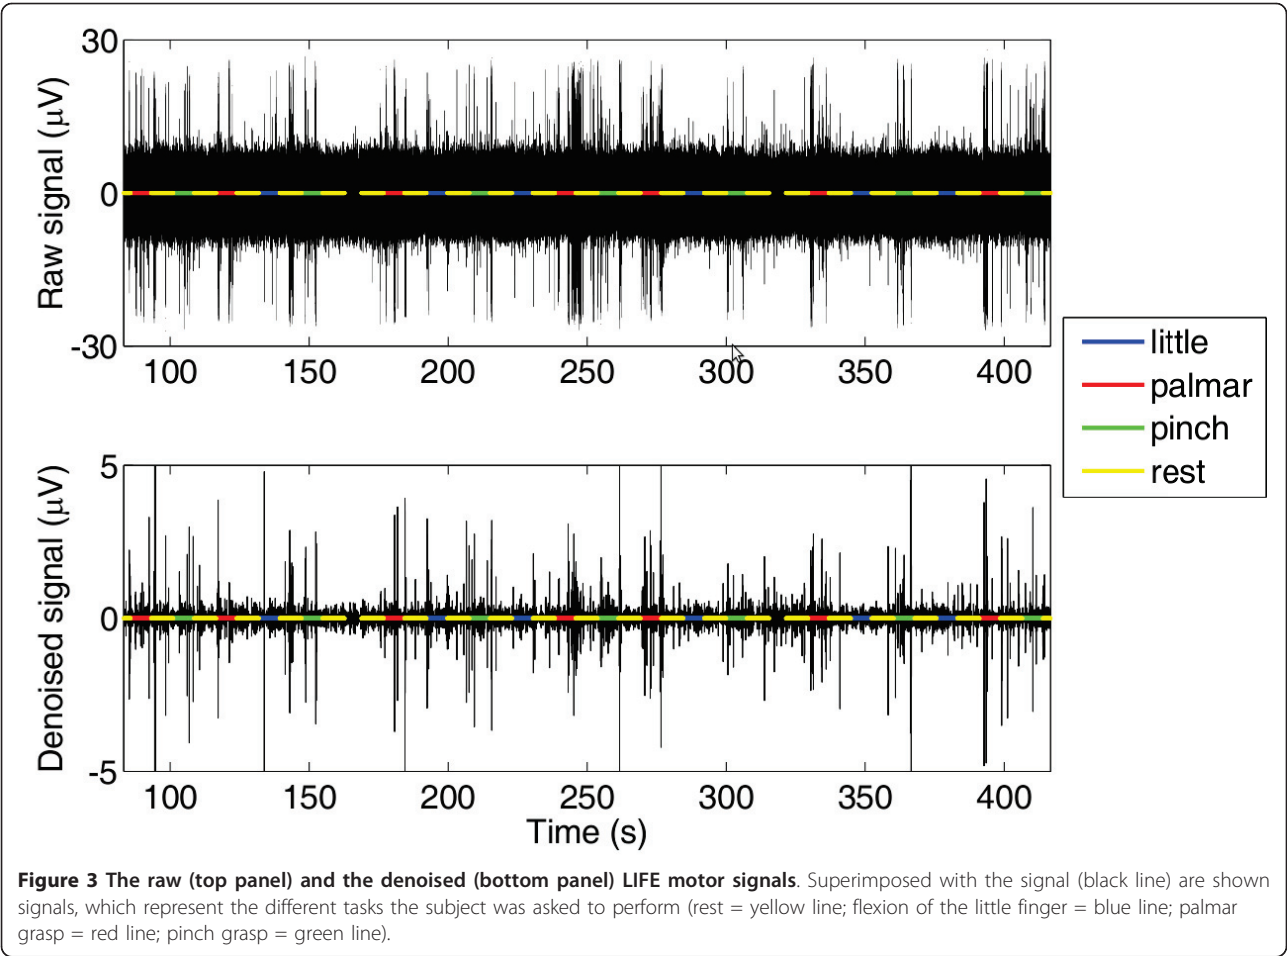 30
0
-30
Raw signal (µV)
100 150 200 250 300 350 400
little
palmar
pinch
rest
5
0
-5
Denoised signal (µV)
100 150 200 250 300 350 400
Time (s)
Figure 3 The raw (top panel) and the denoised (bottom panel) LIFE motor signals. Superimposed with the signal (black line) are shown
signals, which represent the different tasks the subject was asked to perform (rest = yellow line; flexion of the little finger = blue line; palmar
grasp = red line; pinch grasp = green line).